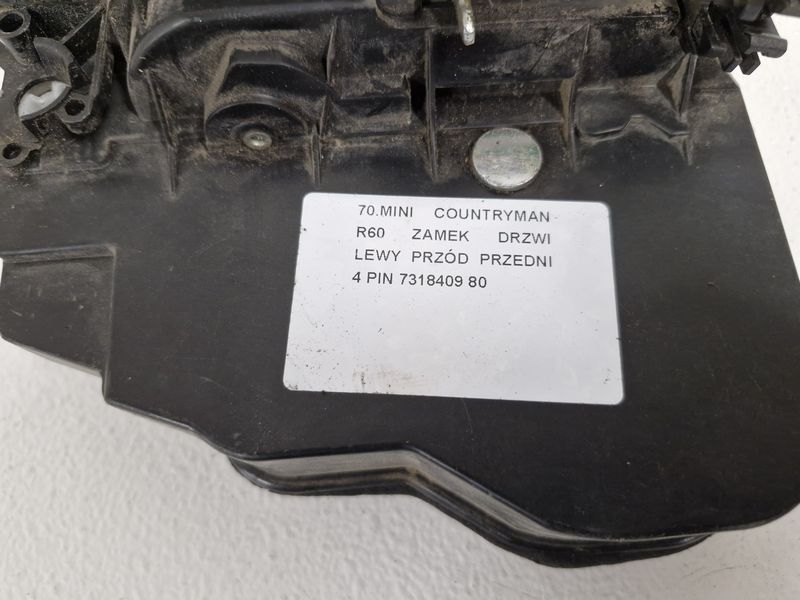 70.MINI COUNTRYMAN
R60 ZAMEK DRZWI
LEWY PRZÓD PRZEDNI
4 PIN 7318409 80